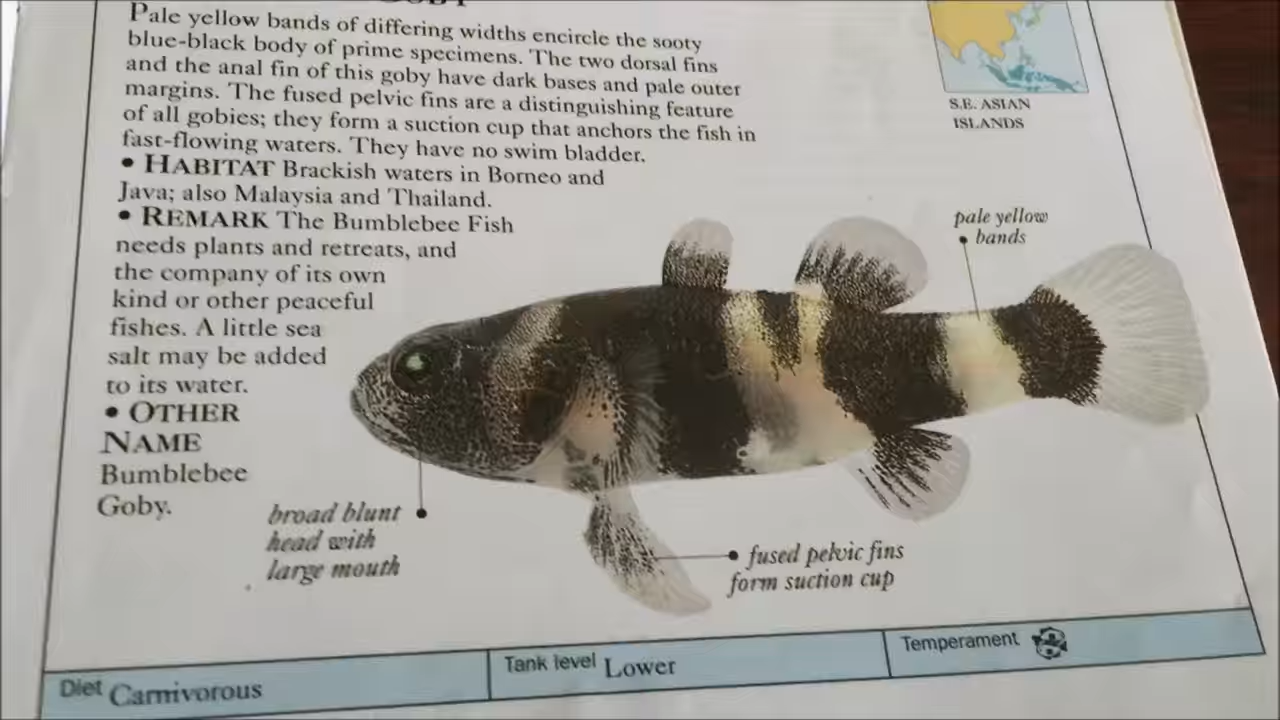 Pale yellow bands of differing widths encircle the sooty
blue-black body of prime specimens. The two dorsal fins
and the anal fin of this goby have dark bases and pale outer
margins. The fused pelvic fins are a distinguishing feature
of all gobies; they form a suction cup that anchors the fish in
fast-flowing waters. They have no swim bladder.
• HABITAT Brackish waters in Borneo and
Java; also Malaysia and Thailand.
• REMARK The Bumblebee Fish
needs plants and retreats, and
the company of its own
kind or other peaceful
fishes. A little sea
salt may be added
to its water.
• OTHER
NAME
Bumblebee
Goby.
S.E. ASIAN
ISLANDS
pale yellow
bands
broad blunt
head with
large mouth
fused pelvic fins
form suction cup
Diet Carnivorous
Tank level Lower
Temperament